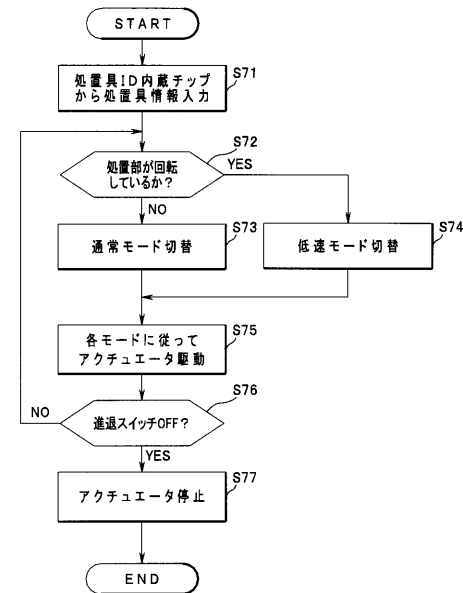 START
処置具ID内蔵チップ
から処置具情報入力
S71
処置部が回転
しているか?
S72
YES
NO
通常モード切替
S73
低速モード切替
S74
各モードに従って
アクチュエータ駆動
S75
進退スイッチOFF?
S76
NO
YES
アクチュエータ停止
S77
END